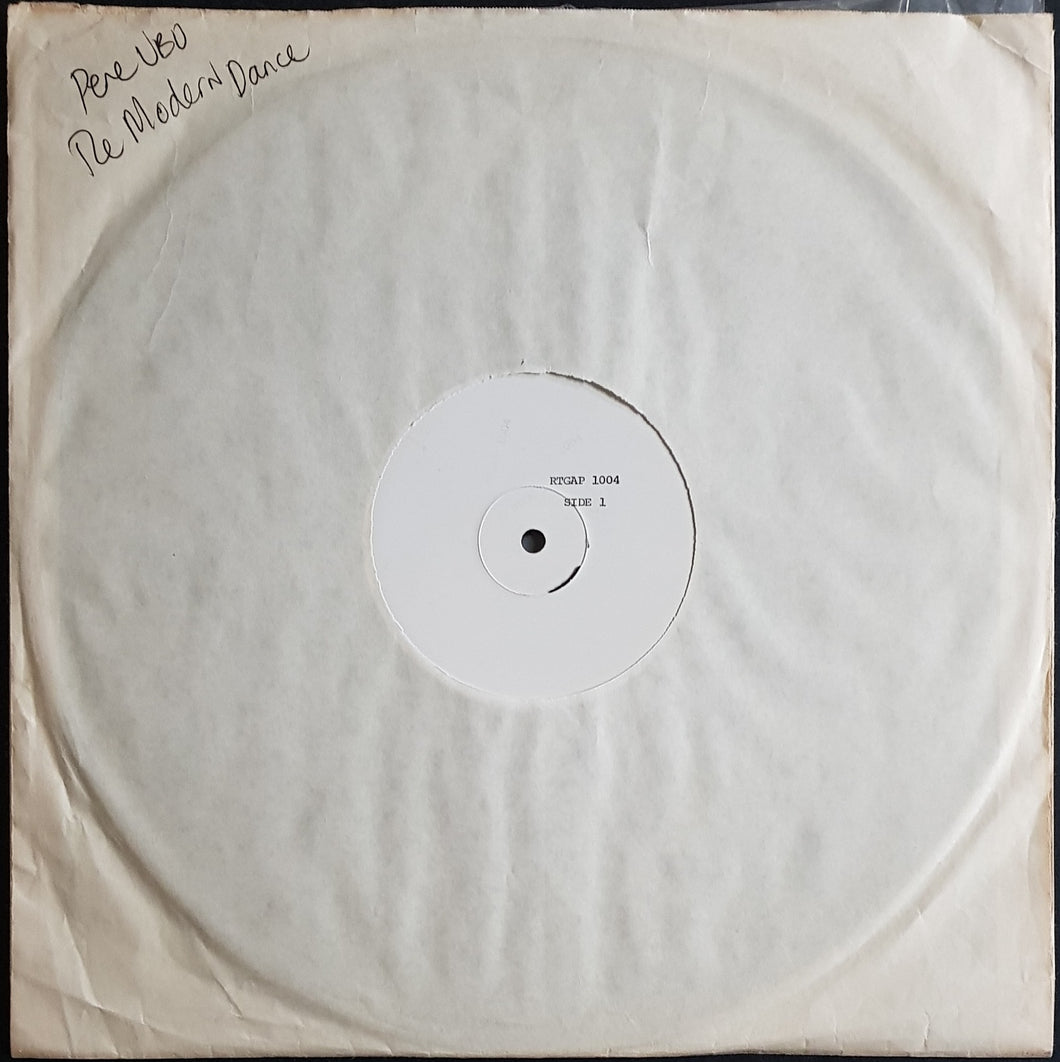 Pere UBU
The Modern Dance
RTGAP 1004
SIDE 1